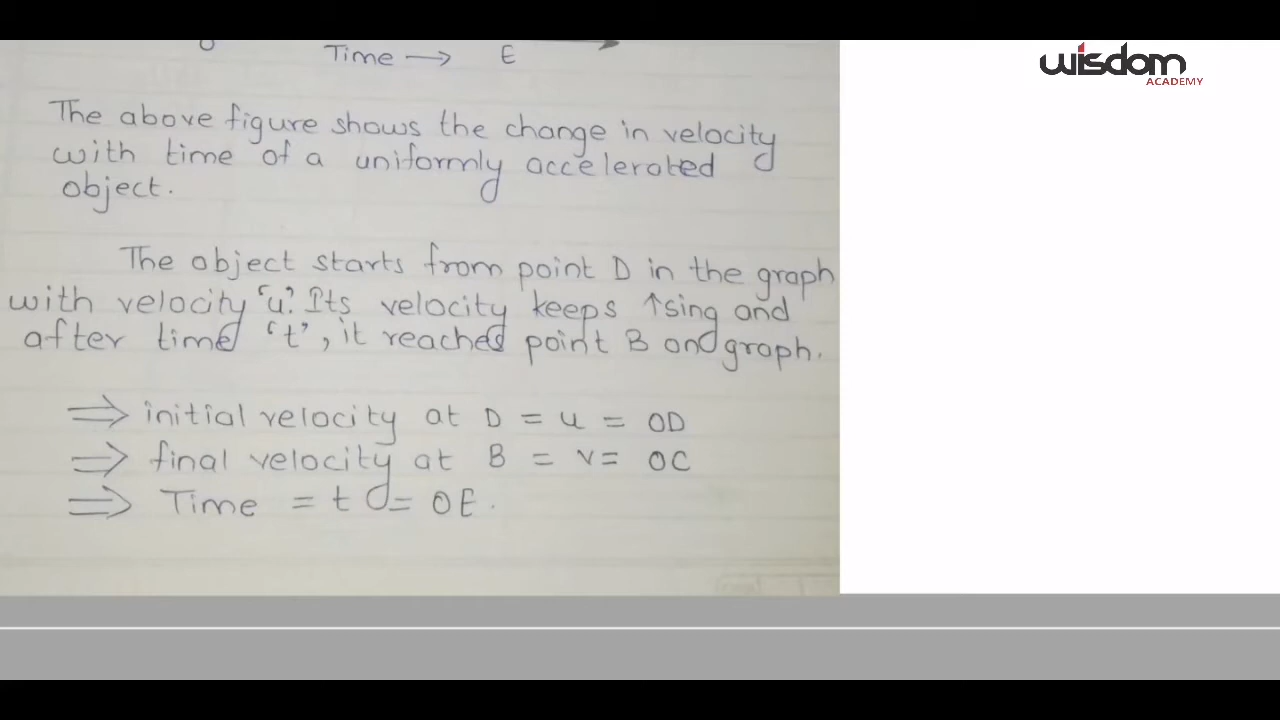 O
Time → E
wisdom
ACADEMY
The above figure shows the change in velocity
with time of a uniformly accelerated
object.
The object starts from point D in the graph
with velocity 'u'. Its velocity keeps ↑sing and
after time 't', it reached point B on graph.
⇒ initial velocity at D = u = OD
⇒ final velocity at B = v = OC
⇒ Time = t = OE.